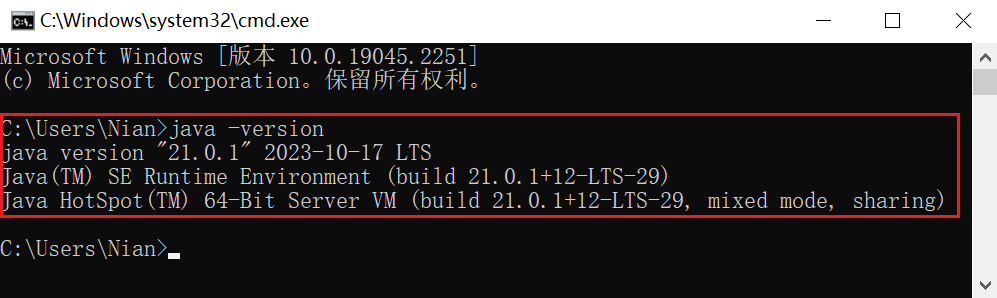 C:\Windows\system32\cmd.exe
Microsoft Windows [版本 10.0.19045.2251]
(c) Microsoft Corporation。保留所有权利。
C:\Users\Nian>java -version
java version "21.0.1" 2023-10-17 LTS
Java(TM) SE Runtime Environment (build 21.0.1+12-LTS-29)
Java HotSpot(TM) 64-Bit Server VM (build 21.0.1+12-LTS-29, mixed mode, sharing)
C:\Users\Nian>